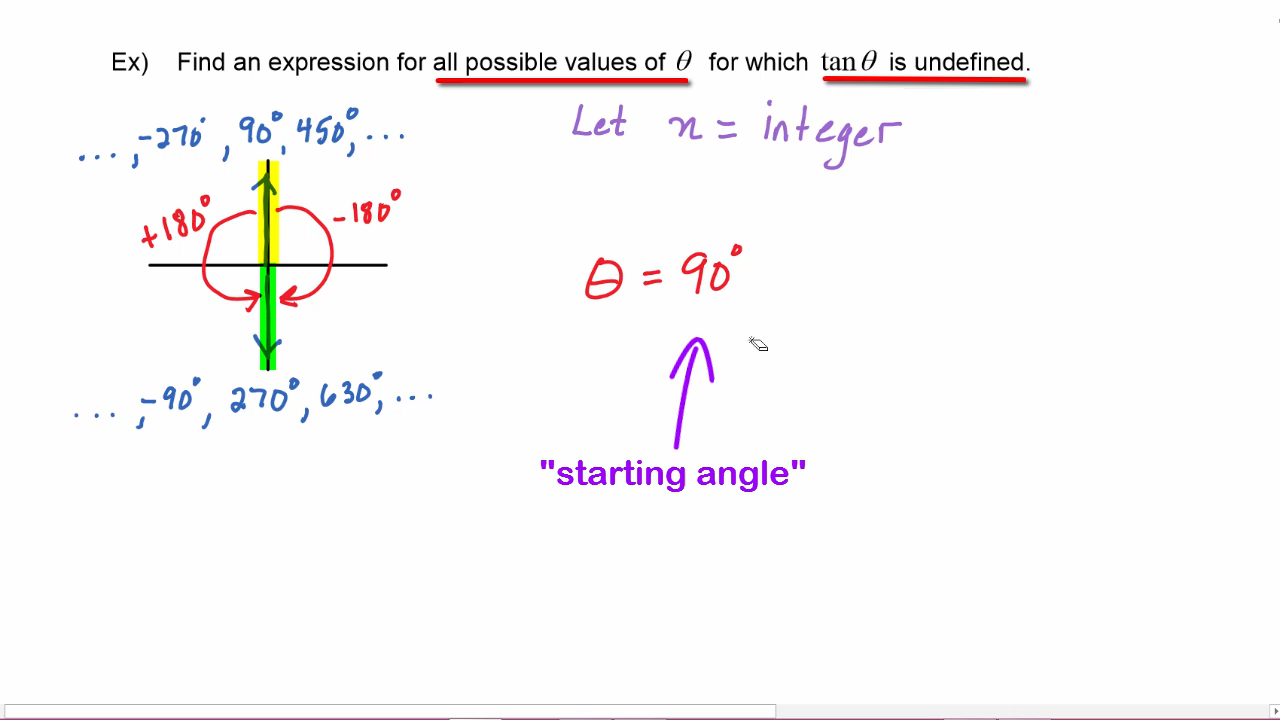 Ex) Find an expression for all possible values of θ for which tan θ is undefined.
Let n = integer
..., -270°, 90°, 450°, ...
+180°
-180°
θ = 90°
..., -90°, 270°, 630°, ...
"starting angle"